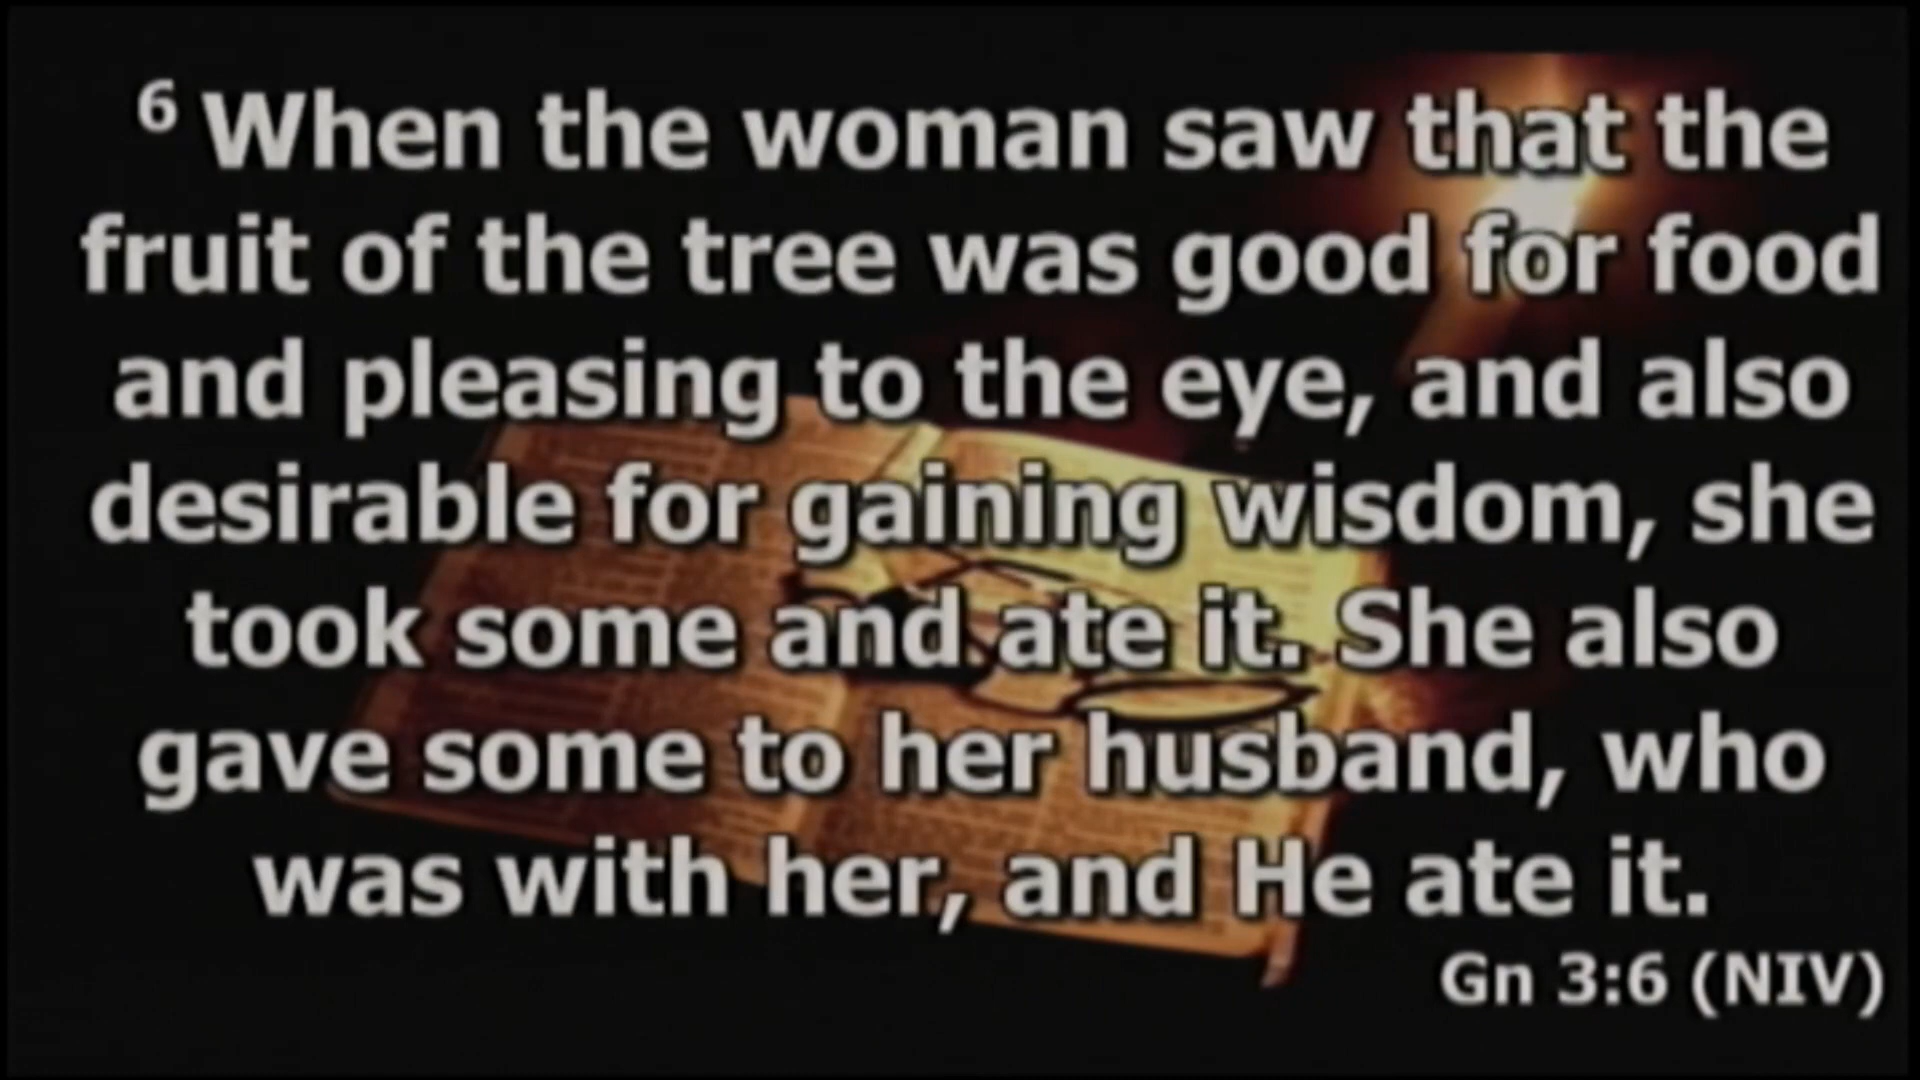 6 When the woman saw that the
fruit of the tree was good for food
and pleasing to the eye, and also
desirable for gaining wisdom, she
took some and ate it. She also
gave some to her husband, who
was with her, and He ate it.
Gn 3:6 (NIV)